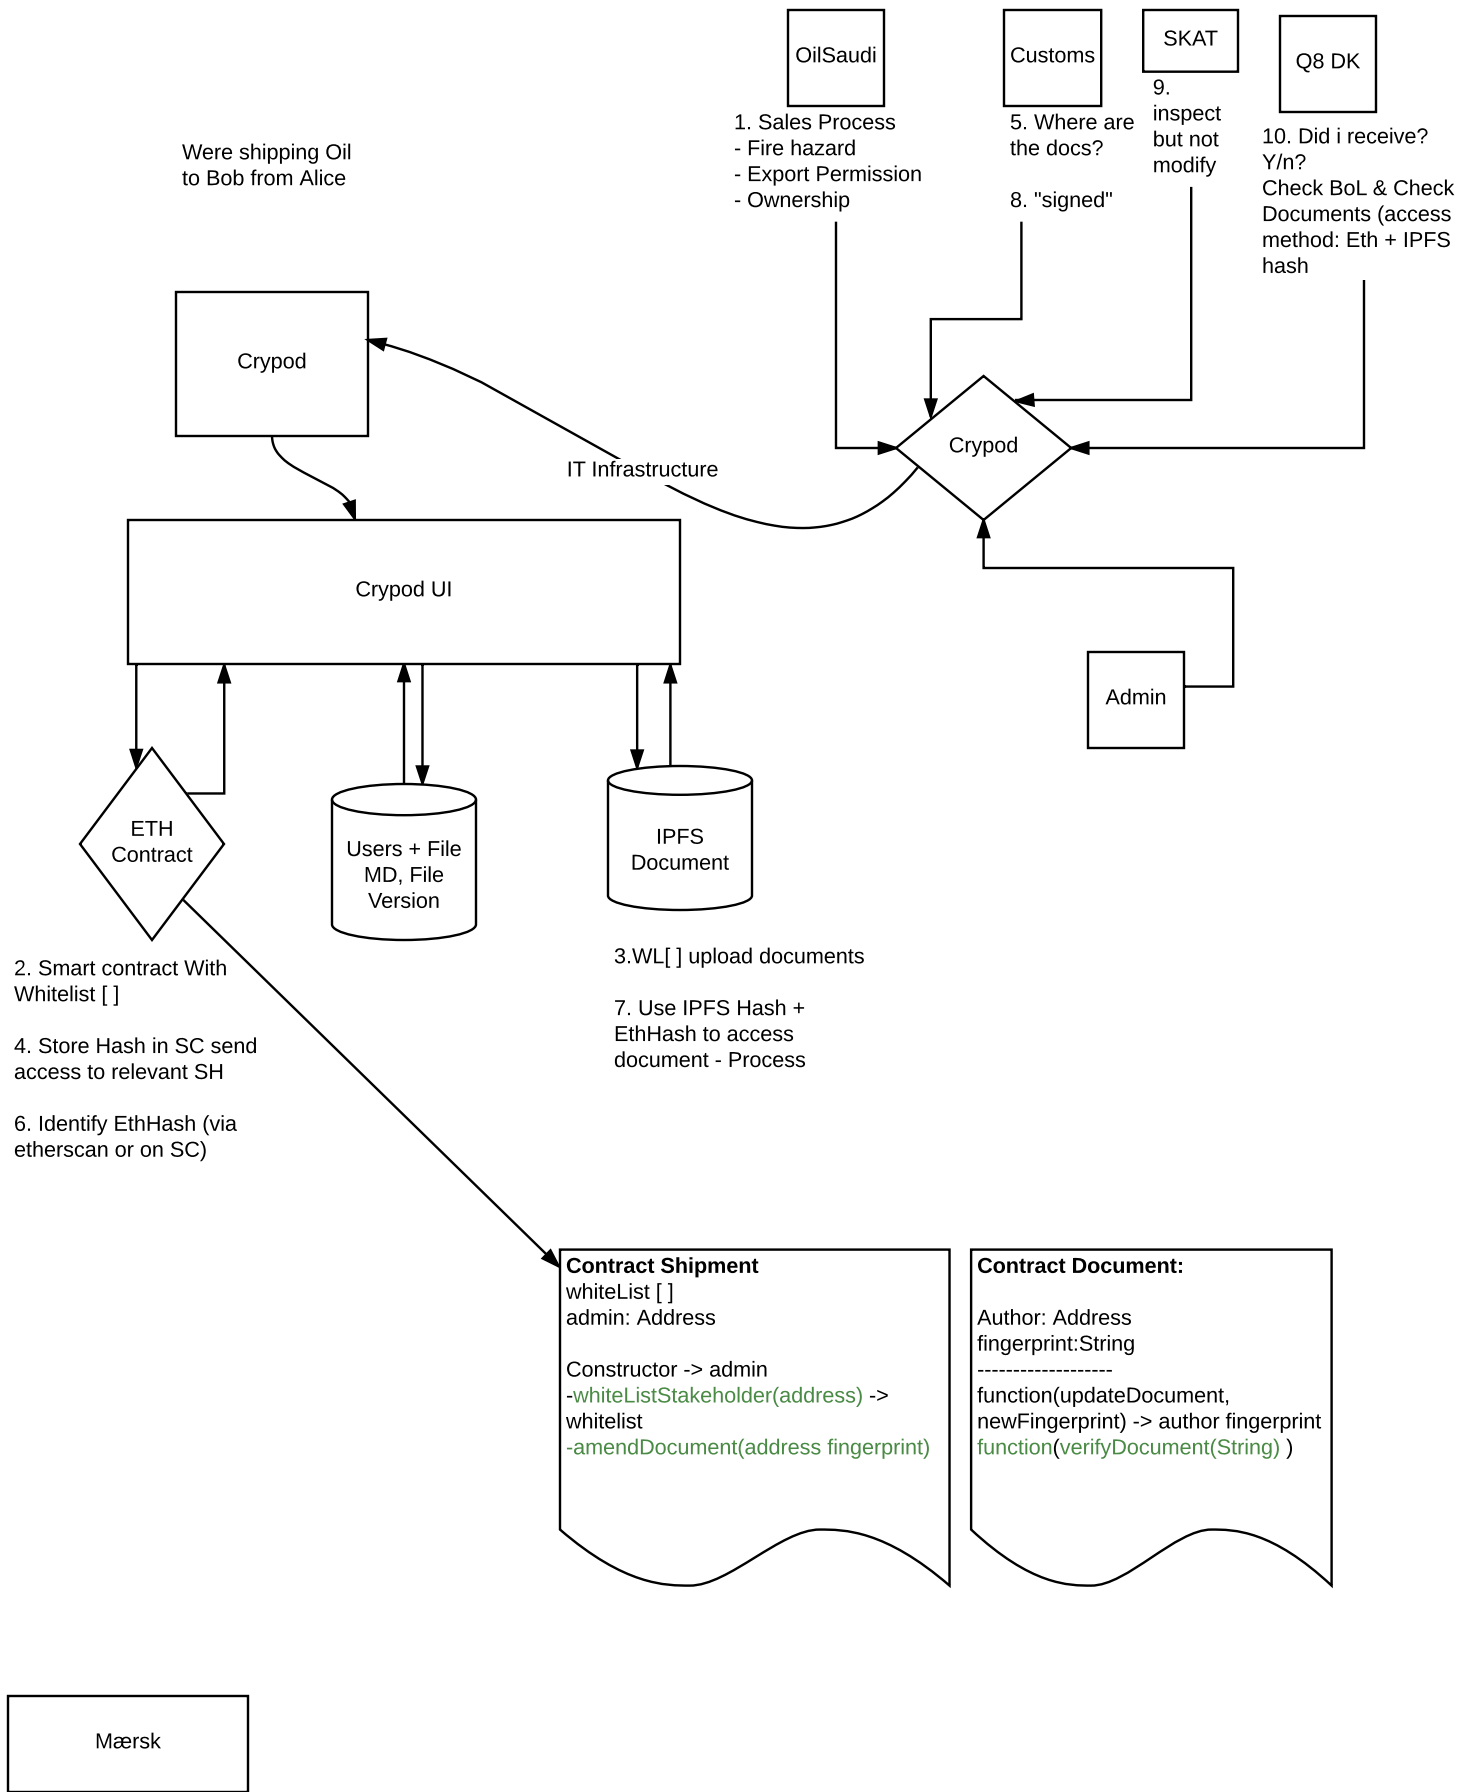 OilSaudi
Customs
SKAT
Q8 DK
1. Sales Process
- Fire hazard
- Export Permission
- Ownership
5. Where are
the docs?
8. "signed"
9.
inspect
but not
modify
10. Did i receive?
Y/n?
Check BoL & Check
Documents (access
method: Eth + IPFS
hash
Were shipping Oil
to Bob from Alice
Crypod
IT Infrastructure
Crypod
Crypod UI
Admin
ETH
Contract
Users + File
MD, File
Version
IPFS
Document
2. Smart contract With
Whitelist [ ]
4. Store Hash in SC send
access to relevant SH
6. Identify EthHash (via
etherscan or on SC)
3.WL[ ] upload documents
7. Use IPFS Hash +
EthHash to access
document - Process
Contract Shipment
whiteList [ ]
admin: Address
Constructor -> admin
-whiteListStakeholder(address) ->
whitelist
-amendDocument(address fingerprint)
Contract Document:
Author: Address
fingerprint:String
-------------------
function(updateDocument,
newFingerprint) -> author fingerprint
function(verifyDocument(String) )
Mærsk